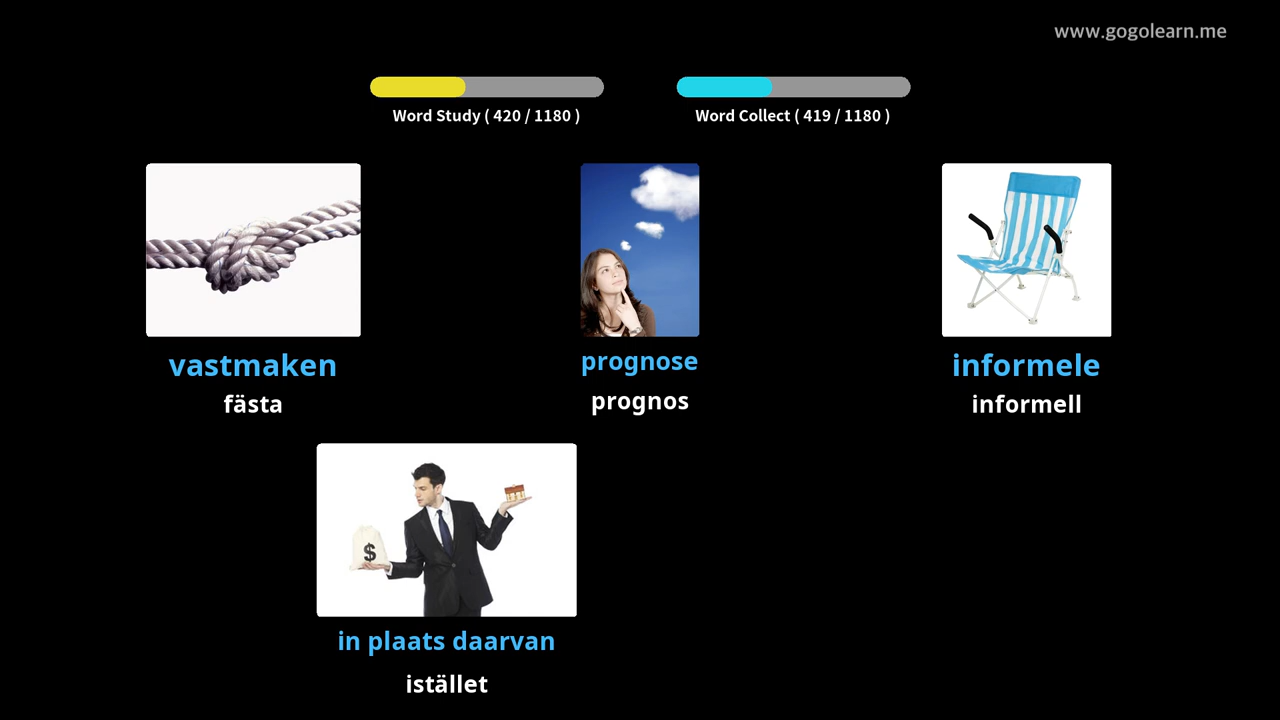 www.gogolearn.me
Word Study ( 420 / 1180 )
Word Collect ( 419 / 1180 )
vastmaken
fästa
prognose
prognos
informele
informell
$
in plaats daarvan
istället